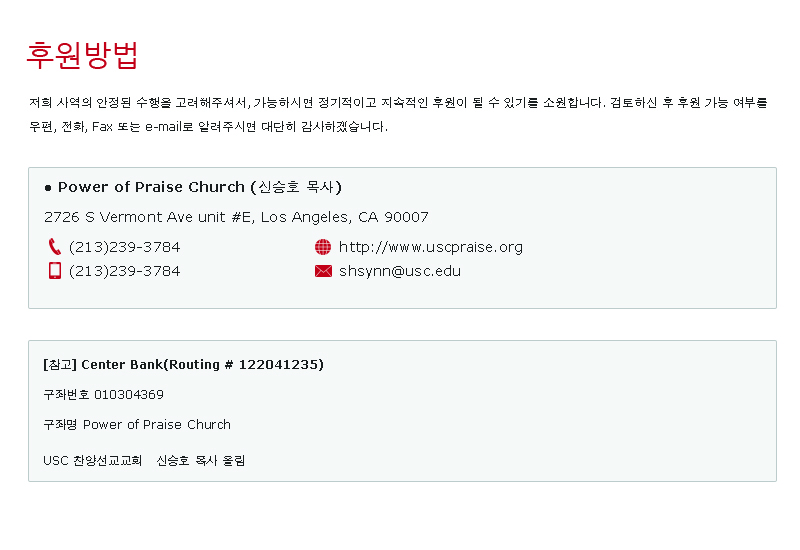 후원방법
저희 사역의 안정된 수행을 고려해주셔서, 가능하시면 정기적이고 지속적인 후원이 될 수 있기를 소원합니다. 검토하신 후 후원 가능 여부를
우편, 전화, Fax 또는 e-mail로 알려주시면 대단히 감사하겠습니다.
● Power of Praise Church (신승호 목사)
2726 S Vermont Ave unit #E, Los Angeles, CA 90007
(213)239-3784 http://www.uscpraise.org
(213)239-3784 shsynn@usc.edu
[참고] Center Bank(Routing # 122041235)
구좌번호 010304369
구좌명 Power of Praise Church
USC 찬양선교교회 신승호 목사 올림